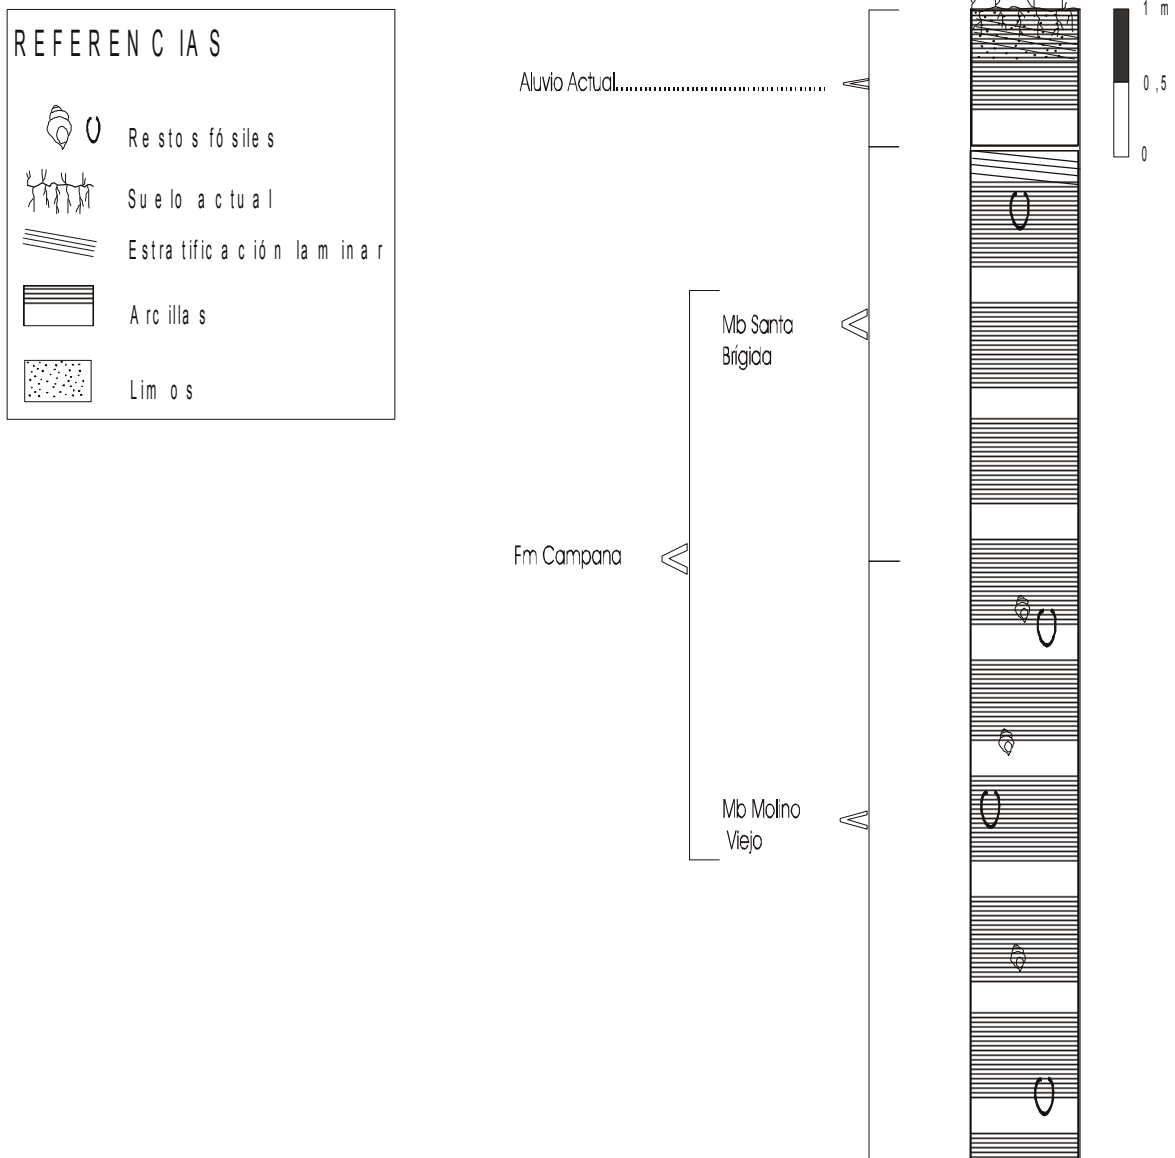 REFERENCIAS
Restos fósiles
Suelo actual
Estratificación laminar
Arcillas
Limos
Aluvio Actual
Mb Santa
Brígida
Fm Campana
Mb Molino
Viejo
1 m
0,5
0